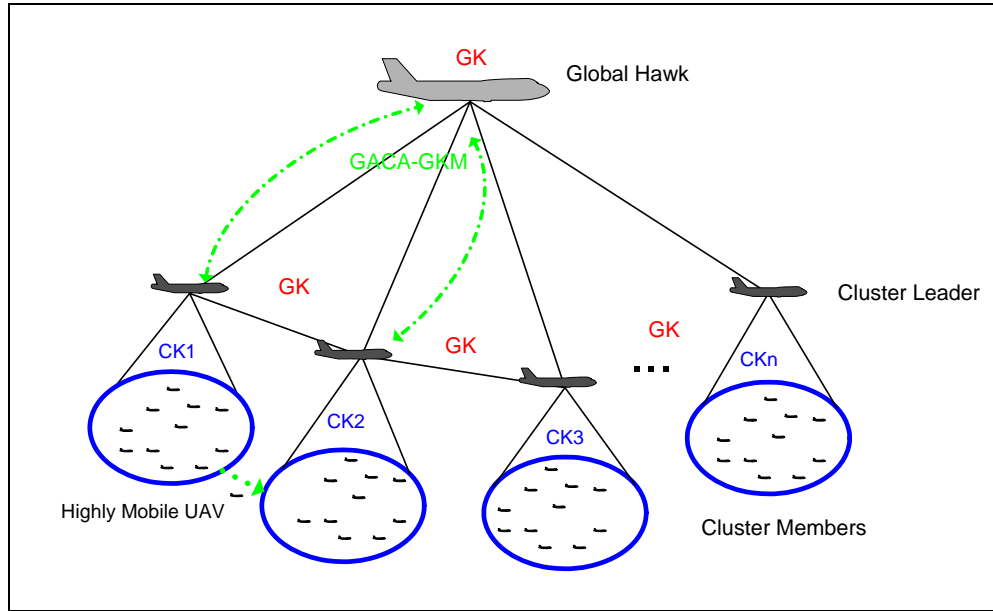 GK
Global Hawk
GACA-GKM
GK
Cluster Leader
GK
GK
CK1
CKn
CK2
CK3
Highly Mobile UAV
Cluster Members